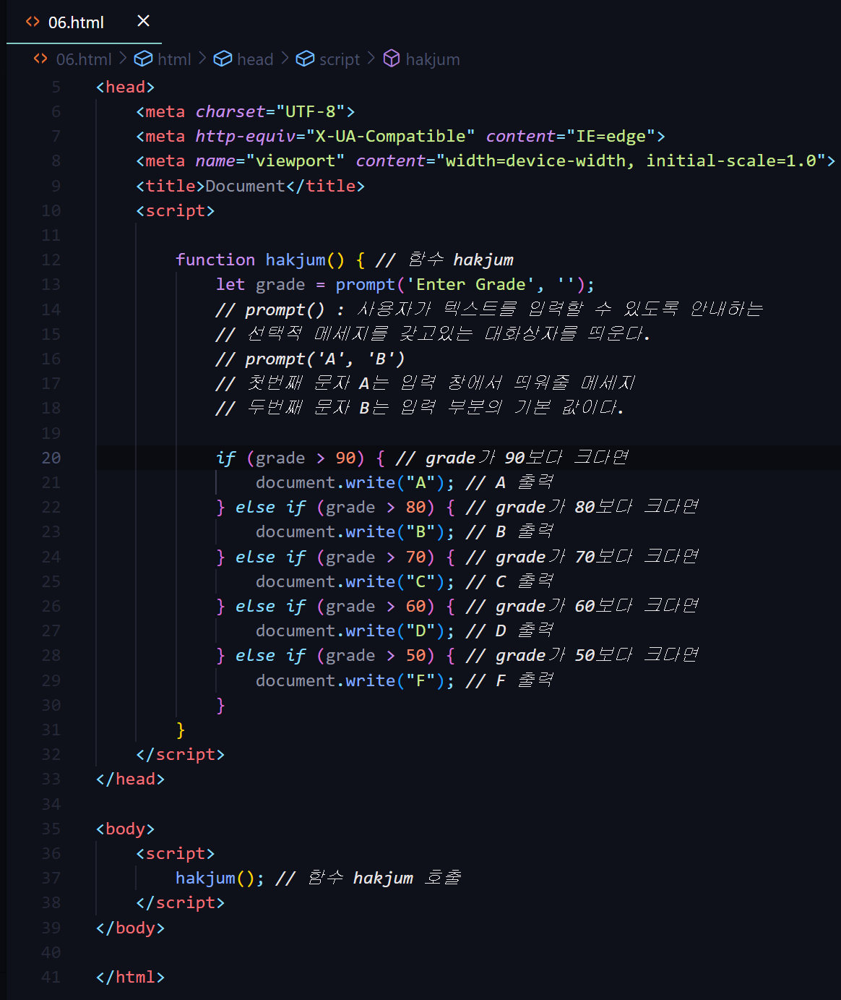 06.html
06.html > html > head > script > hakjum
5 <head>
6 <meta charset="UTF-8">
7 <meta http-equiv="X-UA-Compatible" content="IE=edge">
8 <meta name="viewport" content="width=device-width, initial-scale=1.0">
9 <title>Document</title>
10 <script>
11
12 function hakjum() { // 함수 hakjum
13 let grade = prompt('Enter Grade', '');
14 // prompt() : 사용자가 텍스트를 입력할 수 있도록 안내하는
15 // 선택적 메세지를 갖고있는 대화상자를 띄운다.
16 // prompt('A', 'B')
17 // 첫번째 문자 A는 입력 창에서 띄워줄 메세지
18 // 두번째 문자 B는 입력 부분의 기본 값이다.
19
20 if (grade > 90) { // grade가 90보다 크다면
21 document.write("A"); // A 출력
22 } else if (grade > 80) { // grade가 80보다 크다면
23 document.write("B"); // B 출력
24 } else if (grade > 70) { // grade가 70보다 크다면
25 document.write("C"); // C 출력
26 } else if (grade > 60) { // grade가 60보다 크다면
27 document.write("D"); // D 출력
28 } else if (grade > 50) { // grade가 50보다 크다면
29 document.write("F"); // F 출력
30 }
31 }
32 </script>
33 </head>
34
35 <body>
36 <script>
37 hakjum(); // 함수 hakjum 호출
38 </script>
39 </body>
40
41 </html>